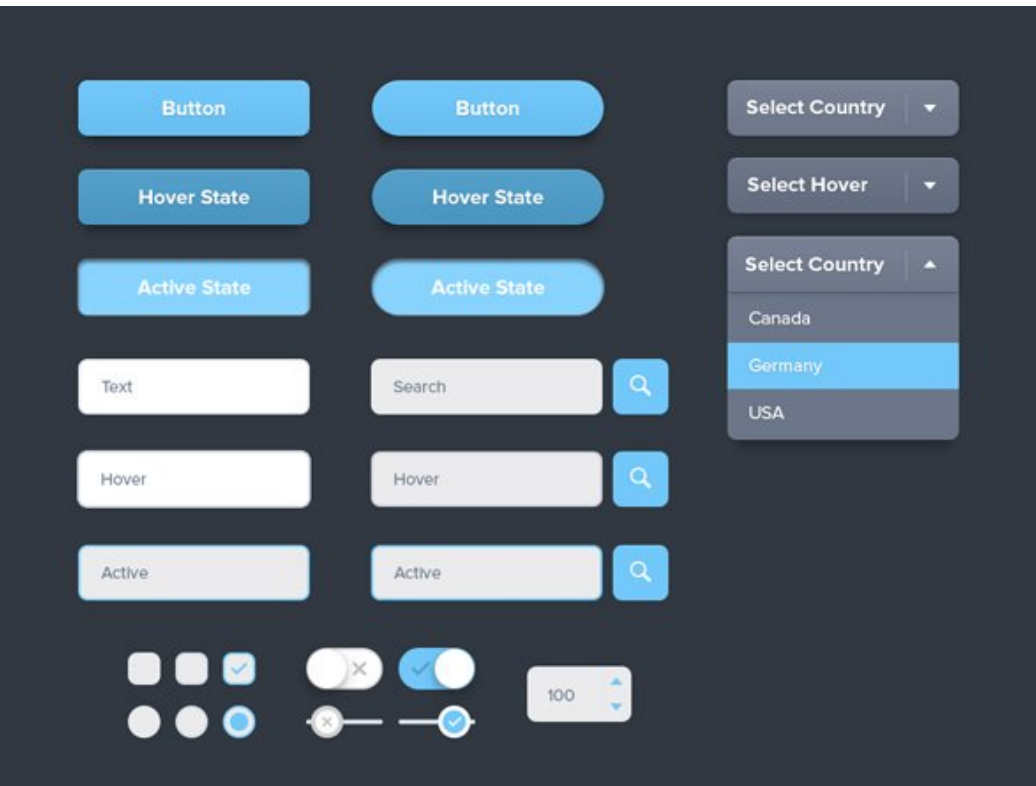 Button
Button
Select Country
Hover State
Hover State
Select Hover
Active State
Active State
Select Country
Canada
Germany
USA
Text
Search
Hover
Hover
Active
Active
100